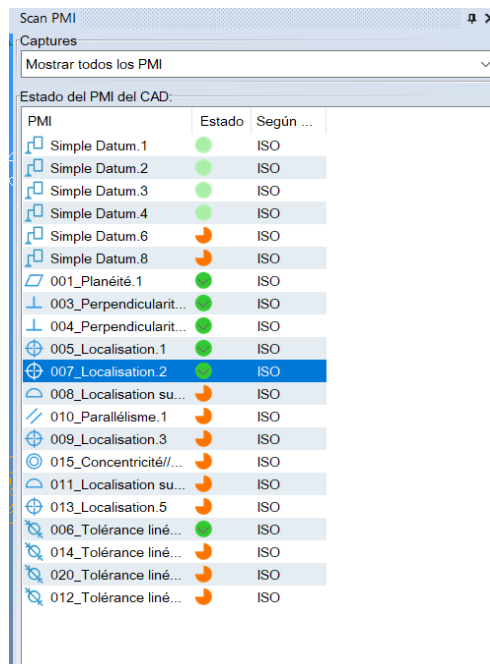 Scan PMI
Captures
Mostrar todos los PMI
Estado del PMI del CAD:
PMI Estado Según ...
Simple Datum.1 ISO
Simple Datum.2 ISO
Simple Datum.3 ISO
Simple Datum.4 ISO
Simple Datum.6 ISO
Simple Datum.8 ISO
001_Planéité.1 ISO
003_Perpendicularit... ISO
004_Perpendicularit... ISO
005_Localisation.1 ISO
007_Localisation.2 ISO
008_Localisation su... ISO
010_Parallélisme.1 ISO
009_Localisation.3 ISO
015_Concentricité//... ISO
011_Localisation su... ISO
013_Localisation.5 ISO
006_Tolérance liné... ISO
014_Tolérance liné... ISO
020_Tolérance liné... ISO
012_Tolérance liné... ISO